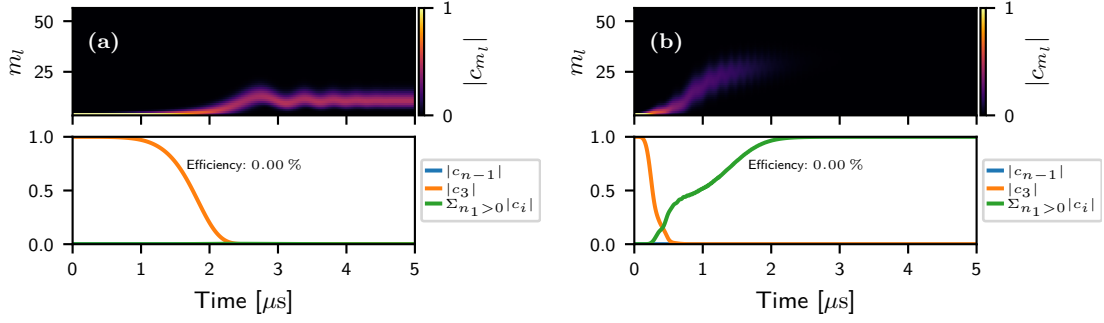 (a)
50
25
m_l
1
0
|c_{m_l}|
1.0
0.5
0.0
Efficiency: 0.00 %
0 1 2 3 4 5
Time [μs]
|c_{n−1}|
|c_3|
Σ_{n_1>0}|c_i|
(b)
50
25
m_l
1
0
|c_{m_l}|
1.0
0.5
0.0
Efficiency: 0.00 %
0 1 2 3 4 5
Time [μs]
|c_{n−1}|
|c_3|
Σ_{n_1>0}|c_i|